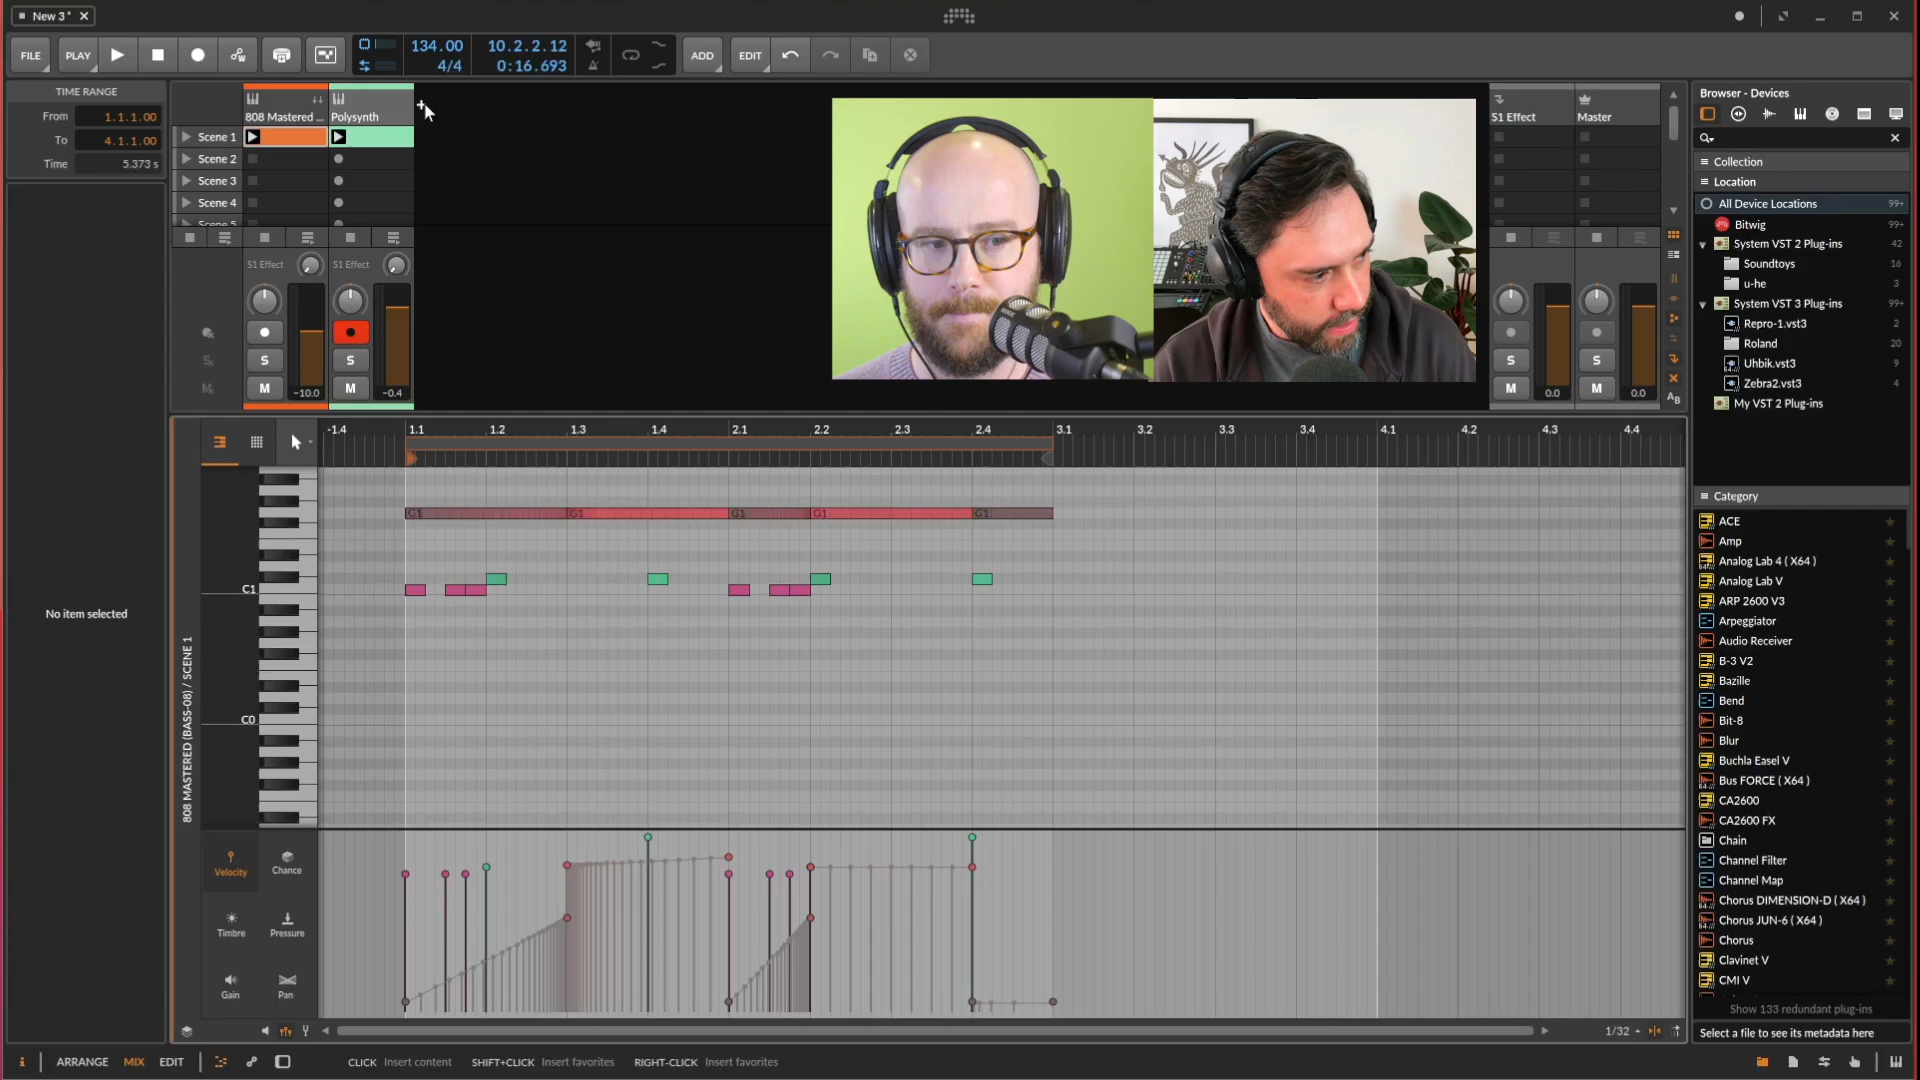 New 3*
FILE
PLAY
134.00
4/4
10.2.2.12
0:16.693
ADD
EDIT
TIME RANGE
From 1.1.1.00
To 4.1.1.00
Time 5.373 s
No item selected
808 Mastered ...
Polysynth
Scene 1
Scene 2
Scene 3
Scene 4
Scene 5
S1 Effect
S1 Effect
S
S
M
M
-10.0
-0.4
S1 Effect
Master
S
S
M
M
0.0
0.0
-1.4
1.1
1.2
1.3
1.4
2.1
2.2
2.3
2.4
3.1
3.2
3.3
3.4
4.1
4.2
4.3
4.4
G1
G1
G1
G1
G1
C1
C0
808 MASTERED (BASS-08) / SCENE 1
Velocity
Chance
Timbre
Pressure
Gain
Pan
1/32
Browser - Devices
Collection
Location
All Device Locations 99+
Bitwig 99+
System VST 2 Plug-ins 42
Soundtoys 16
u-he 3
System VST 3 Plug-ins 99+
Repro-1.vst3 2
Roland 20
Uhbik.vst3 9
Zebra2.vst3 4
My VST 2 Plug-ins
Category
ACE
Amp
Analog Lab 4 ( X64 )
Analog Lab V
ARP 2600 V3
Arpeggiator
Audio Receiver
B-3 V2
Bazille
Bend
Bit-8
Blur
Buchla Easel V
Bus FORCE ( X64 )
CA2600
CA2600 FX
Chain
Channel Filter
Channel Map
Chorus DIMENSION-D ( X64 )
Chorus JUN-6 ( X64 )
Chorus
Clavinet V
CMI V
Show 133 redundant plug-ins
Select a file to see its metadata here
i
ARRANGE
MIX
EDIT
CLICK Insert content
SHIFT+CLICK Insert favorites
RIGHT-CLICK Insert favorites